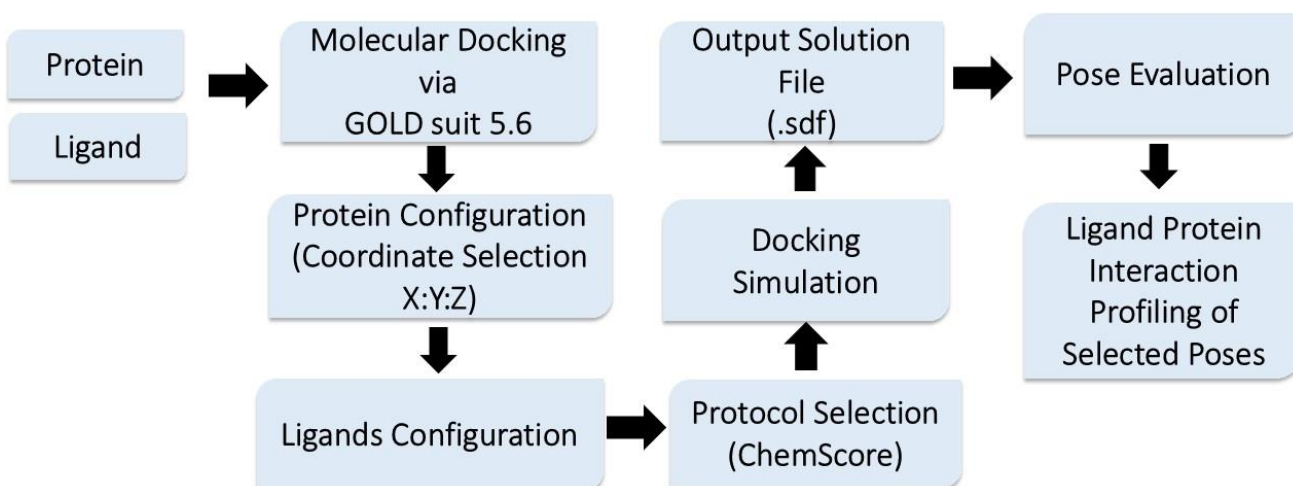 Protein
Ligand
Molecular Docking
via
GOLD suit 5.6
Protein Configuration
(Coordinate Selection
X:Y:Z)
Ligands Configuration
Protocol Selection
(ChemScore)
Docking
Simulation
Output Solution
File
(.sdf)
Pose Evaluation
Ligand Protein
Interaction
Profiling of
Selected Poses